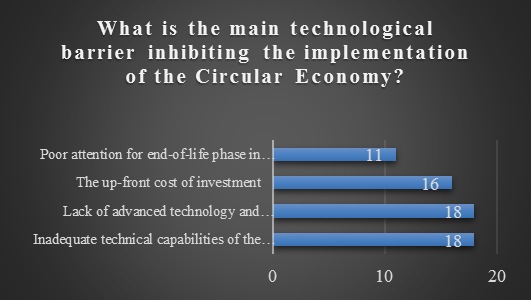 What is the main technological
barrier inhibiting the implementation
of the Circular Economy?
Poor attention for end-of-life phase in…
11
The up-front cost of investment
16
Lack of advanced technology and…
18
Inadequate technical capabilities of the…
18
0 10 20